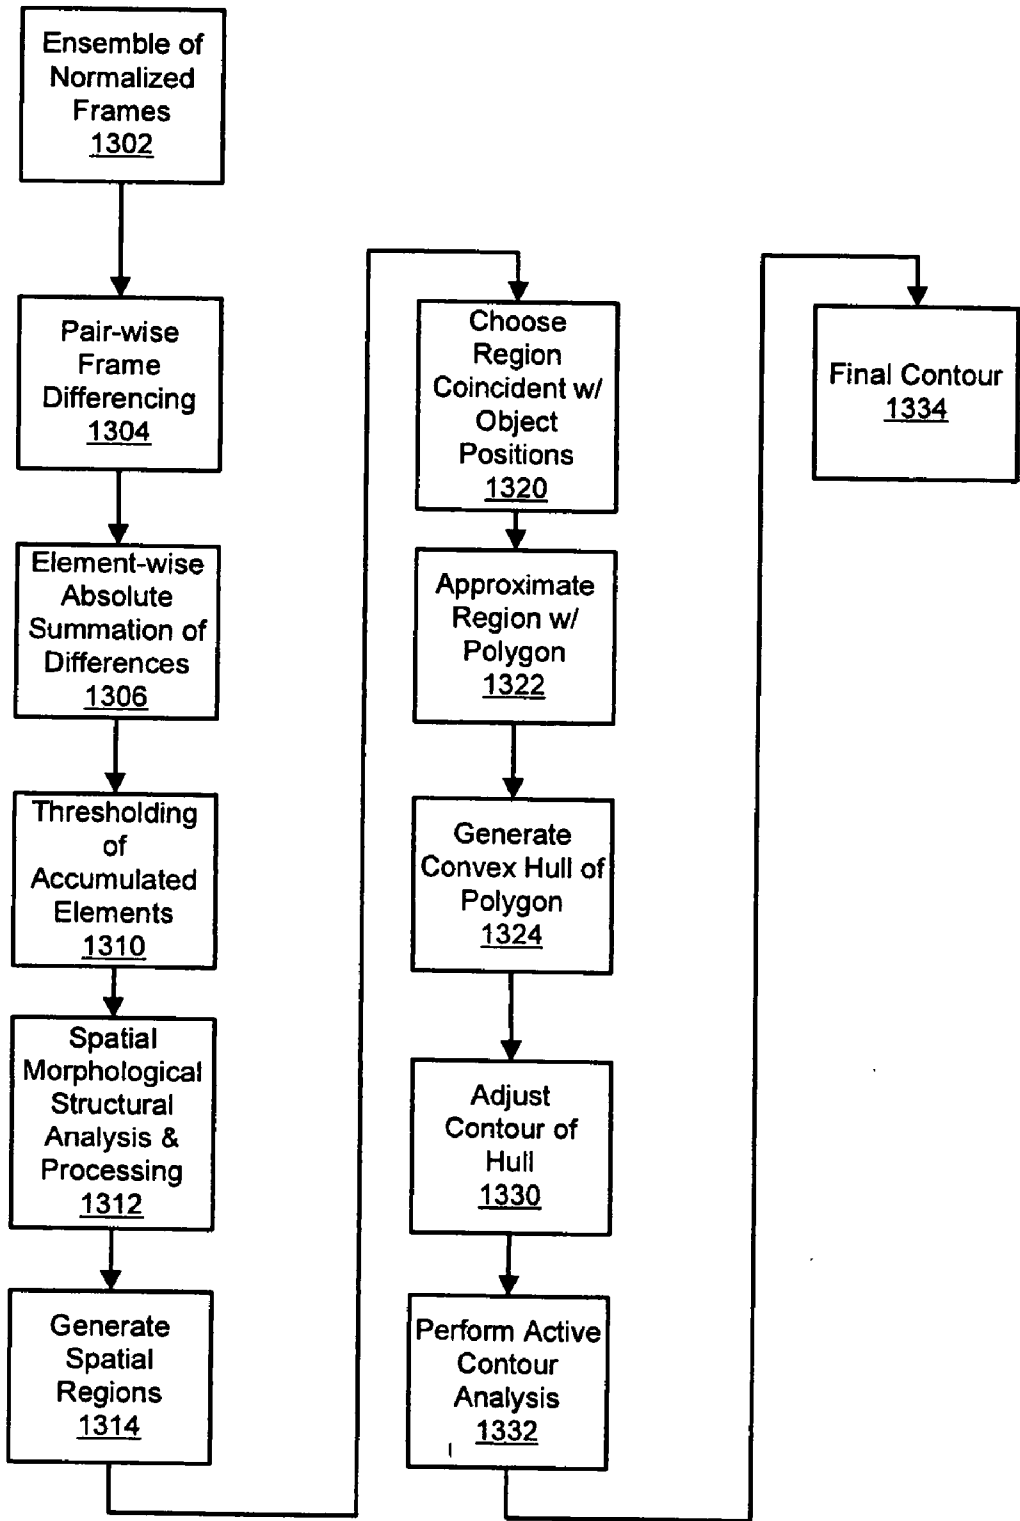 Ensemble of
Normalized
Frames
1302
Pair-wise
Frame
Differencing
1304
Element-wise
Absolute
Summation of
Differences
1306
Thresholding
of
Accumulated
Elements
1310
Spatial
Morphological
Structural
Analysis &
Processing
1312
Generate
Spatial
Regions
1314
Choose
Region
Coincident w/
Object
Positions
1320
Approximate
Region w/
Polygon
1322
Generate
Convex Hull of
Polygon
1324
Adjust
Contour of
Hull
1330
Perform Active
Contour
Analysis
1332
Final Contour
1334